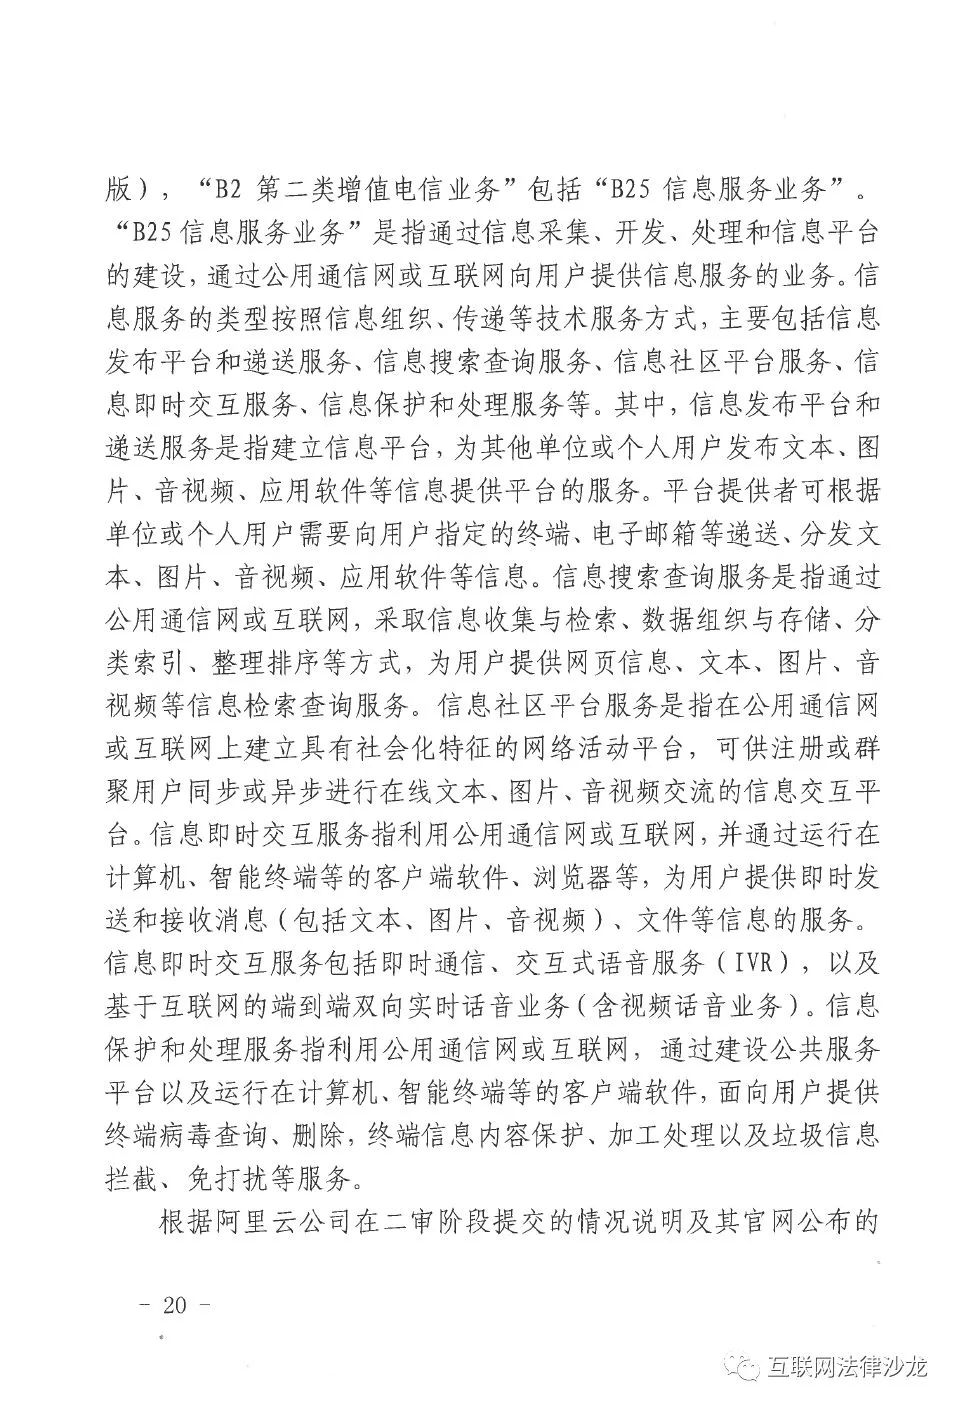 版），“B2 第二类增值电信业务”包括“B25 信息服务业务”。
“B25 信息服务业务”是指通过信息采集、开发、处理和信息平台
的建设，通过公用通信网或互联网向用户提供信息服务的业务。信
息服务的类型按照信息组织、传递等技术服务方式，主要包括信息
发布平台和递送服务、信息搜索查询服务、信息社区平台服务、信
息即时交互服务、信息保护和处理服务等。其中，信息发布平台和
递送服务是指建立信息平台，为其他单位或个人用户发布文本、图
片、音视频、应用软件等信息提供平台的服务。平台提供者可根据
单位或个人用户需要向用户指定的终端、电子邮箱等递送、分发文
本、图片、音视频、应用软件等信息。信息搜索查询服务是指通过
公用通信网或互联网，采取信息收集与检索、数据组织与存储、分
类索引、整理排序等方式，为用户提供网页信息、文本、图片、音
视频等信息检索查询服务。信息社区平台服务是指在公用通信网
或互联网上建立具有社会化特征的网络活动平台，可供注册或群
聚用户同步或异步进行在线文本、图片、音视频交流的信息交互平
台。信息即时交互服务指利用公用通信网或互联网，并通过运行在
计算机、智能终端等的客户端软件、浏览器等，为用户提供即时发
送和接收消息（包括文本、图片、音视频）、文件等信息的服务。
信息即时交互服务包括即时通信、交互式语音服务（IVR），以及
基于互联网的端到端双向实时话音业务（含视频话音业务）。信息
保护和处理服务指利用公用通信网或互联网，通过建设公共服务
平台以及运行在计算机、智能终端等的客户端软件，面向用户提供
终端病毒查询、删除，终端信息内容保护、加工处理以及垃圾信息
拦截、免打扰等服务。
根据阿里云公司在二审阶段提交的情况说明及其官网公布的
- 20 -
互联网法律沙龙